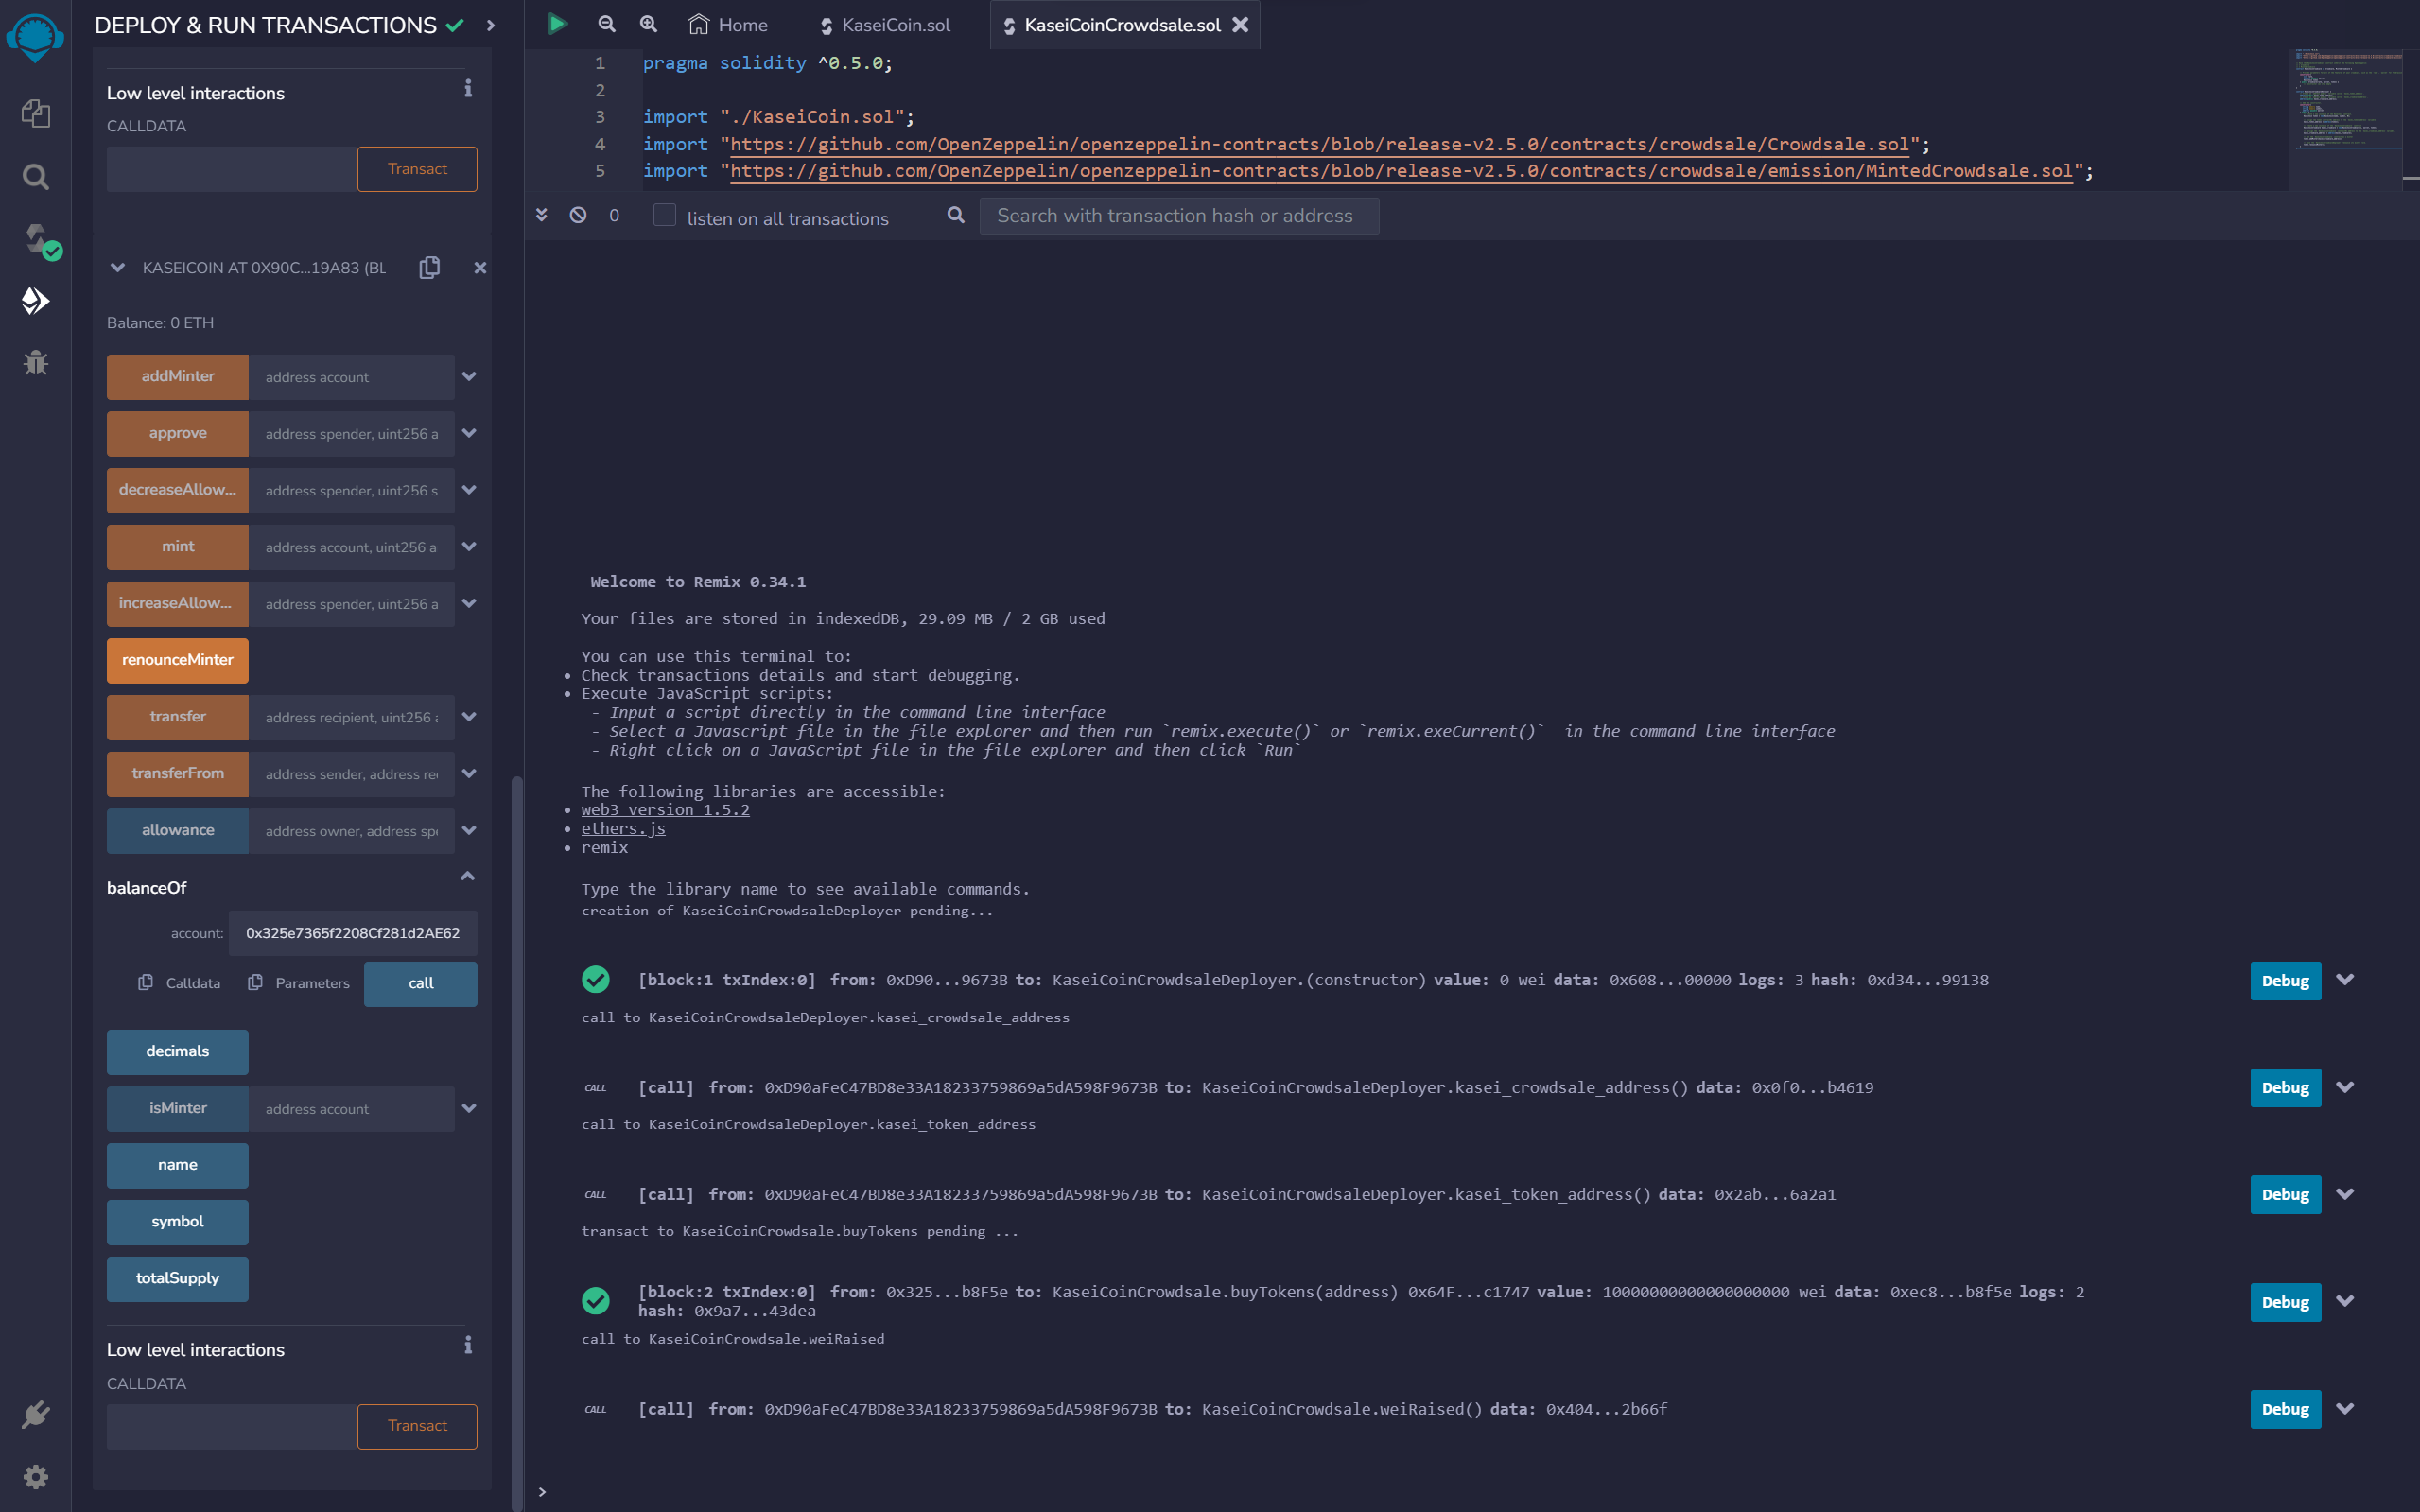 DEPLOY & RUN TRANSACTIONS
Low level interactions
CALLDATA
Transact
KASEICOIN AT 0X90C...19A83 (BL
Balance: 0 ETH
addMinter address account
approve address spender, uint256 a
decreaseAllow... address spender, uint256 s
mint address account, uint256 a
increaseAllow... address spender, uint256 a
renounceMinter
transfer address recipient, uint256
transferFrom address sender, address re
allowance address owner, address sp
balanceOf
account: 0x325e7365f2208Cf281d2AE62
Calldata Parameters call
decimals
isMinter address account
name
symbol
totalSupply
Low level interactions
CALLDATA
Transact
Home KaseiCoin.sol KaseiCoinCrowdsale.sol
1 pragma solidity ^0.5.0;
2
3 import "./KaseiCoin.sol";
4 import "https://github.com/OpenZeppelin/openzeppelin-contracts/blob/release-v2.5.0/contracts/crowdsale/Crowdsale.sol";
5 import "https://github.com/OpenZeppelin/openzeppelin-contracts/blob/release-v2.5.0/contracts/crowdsale/emission/MintedCrowdsale.sol";
0 listen on all transactions Search with transaction hash or address
Welcome to Remix 0.34.1
Your files are stored in indexedDB, 29.09 MB / 2 GB used
You can use this terminal to:
• Check transactions details and start debugging.
• Execute JavaScript scripts:
- Input a script directly in the command line interface
- Select a Javascript file in the file explorer and then run `remix.execute()` or `remix.exeCurrent()` in the command line interface
- Right click on a JavaScript file in the file explorer and then click `Run`
The following libraries are accessible:
• web3 version 1.5.2
• ethers.js
• remix
Type the library name to see available commands.
creation of KaseiCoinCrowdsaleDeployer pending...
[block:1 txIndex:0] from: 0xD90...9673B to: KaseiCoinCrowdsaleDeployer.(constructor) value: 0 wei data: 0x608...00000 logs: 3 hash: 0xd34...99138 Debug
call to KaseiCoinCrowdsaleDeployer.kasei_crowdsale_address
CALL [call] from: 0xD90aFeC47BD8e33A18233759869a5dA598F9673B to: KaseiCoinCrowdsaleDeployer.kasei_crowdsale_address() data: 0x0f0...b4619 Debug
call to KaseiCoinCrowdsaleDeployer.kasei_token_address
CALL [call] from: 0xD90aFeC47BD8e33A18233759869a5dA598F9673B to: KaseiCoinCrowdsaleDeployer.kasei_token_address() data: 0x2ab...6a2a1 Debug
transact to KaseiCoinCrowdsale.buyTokens pending ...
[block:2 txIndex:0] from: 0x325...b8F5e to: KaseiCoinCrowdsale.buyTokens(address) 0x64F...c1747 value: 10000000000000000000 wei data: 0xec8...b8f5e logs: 2 Debug
hash: 0x9a7...43dea
call to KaseiCoinCrowdsale.weiRaised
CALL [call] from: 0xD90aFeC47BD8e33A18233759869a5dA598F9673B to: KaseiCoinCrowdsale.weiRaised() data: 0x404...2b66f Debug
>